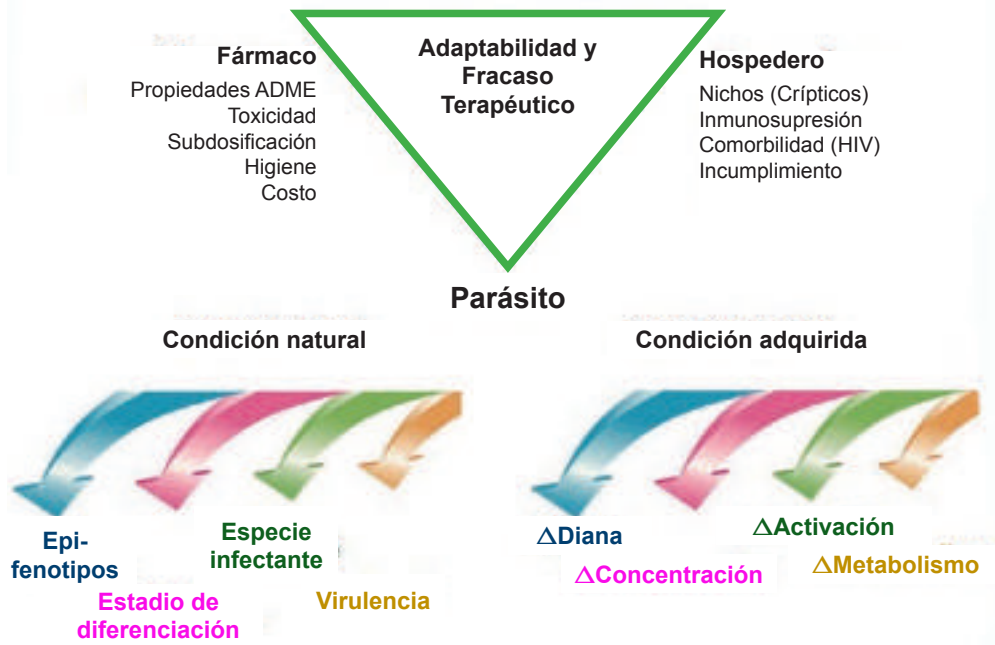 Adaptabilidad y
Fracaso
Terapéutico
Fármaco
Propiedades ADME
Toxicidad
Subdosificación
Higiene
Costo
Hospedero
Nichos (Crípticos)
Inmunosupresión
Comorbilidad (HIV)
Incumplimiento
Parásito
Condición natural
Epi-
fenotipos
Estadio de
diferenciación
Especie
infectante
Virulencia
Condición adquirida
△Diana
△Concentración
△Activación
△Metabolismo